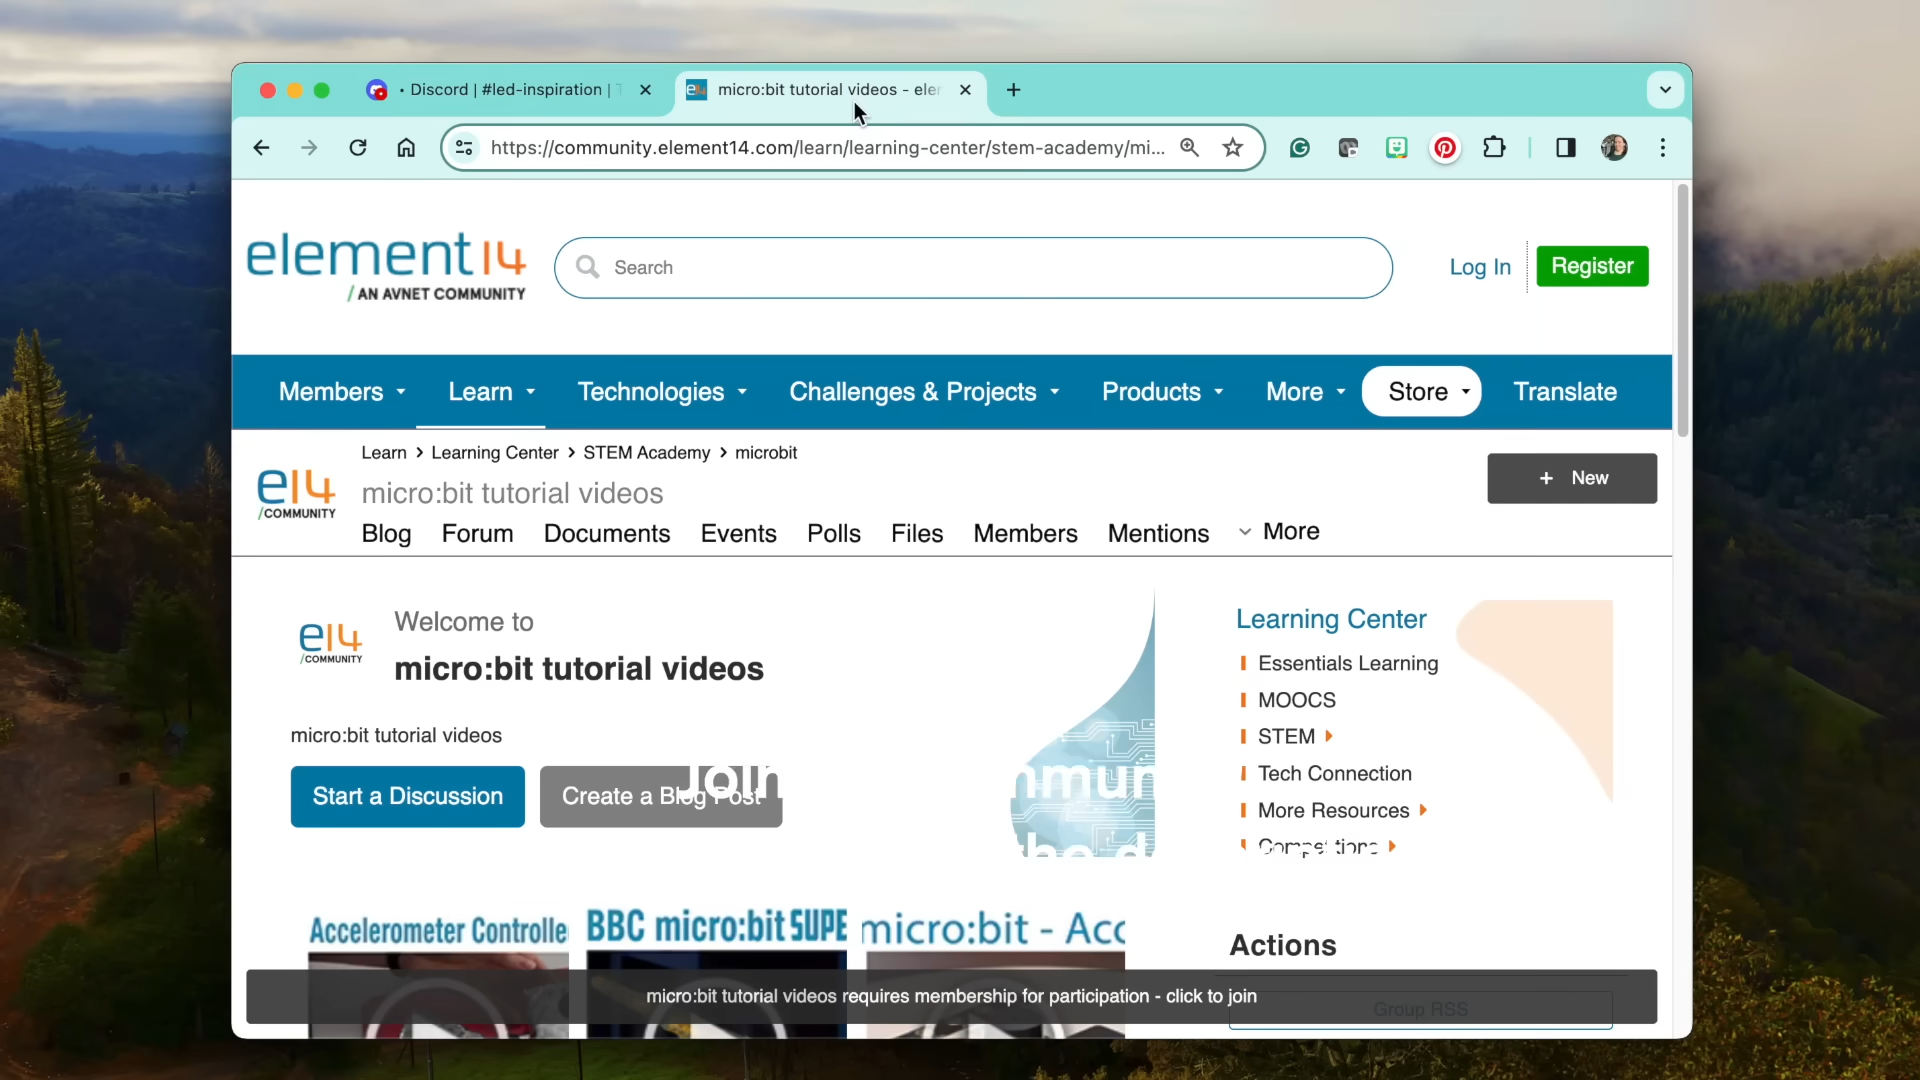 • Discord | #led-inspiration |
micro:bit tutorial videos - eler
https://community.element14.com/learn/learning-center/stem-academy/mi...
element14
/ AN AVNET COMMUNITY
Search
Log In
Register
Members
Learn
Technologies
Challenges & Projects
Products
More
Store
Translate
Learn > Learning Center > STEM Academy > microbit
e14
/COMMUNITY
micro:bit tutorial videos
+ New
Blog
Forum
Documents
Events
Polls
Files
Members
Mentions
More
e14
/COMMUNITY
Welcome to
micro:bit tutorial videos
micro:bit tutorial videos
Start a Discussion
Create a Blog Post
Join
the
Learning Center
Essentials Learning
MOOCS
STEM
Tech Connection
More Resources
Accelerometer Controlle
BBC micro:bit SUPE
micro:bit - Acc
Actions
Group RSS
micro:bit tutorial videos requires membership for participation - click to join